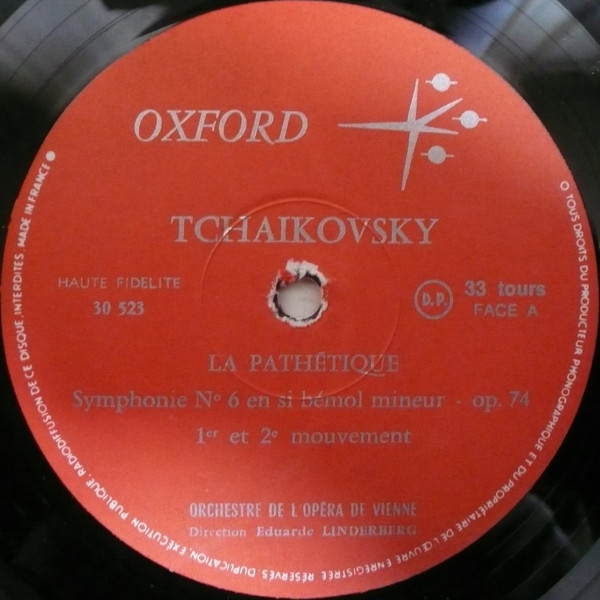 OXFORD
TCHAIKOVSKY
HAUTE FIDELITE
30 523
D.P.
33 tours
FACE A
LA PATHÉTIQUE
Symphonie No 6 en si bémol mineur - op. 74
1er et 2e mouvement
ORCHESTRE DE L'OPÉRA DE VIENNE
Direction Eduarde LINDERBERG
O TOUS DROITS DU PRODUCTEUR PHONOGRAPHIQUE ET DU PROPRIÉTAIRE DE L'ŒUVRE ENREGISTRÉE RÉSERVÉS. DUPLICATION, EXÉCUTION PUBLIQUE, RADIODIFFUSION DE CE DISQUE INTERDITES. MADE IN FRANCE